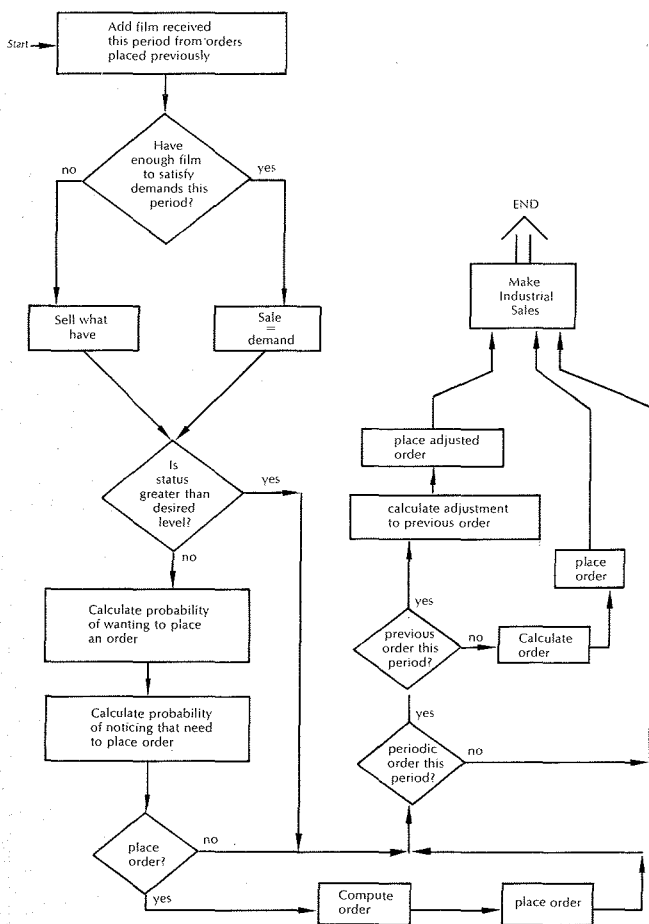 Start
Add film received
this period from orders
placed previously
Have
enough film
to satisfy
demands this
period?
no
yes
Sell what
have
Sale
=
demand
Is
status
greater than
desired
level?
yes
no
Calculate probability
of wanting to place
an order
Calculate probability
of noticing that need
to place order
place
order?
no
yes
Compute
order
place order
periodic
order this
period?
no
yes
previous
order this
period?
no
yes
Calculate
order
place
order
calculate adjustment
to previous order
place adjusted
order
Make
Industrial
Sales
END